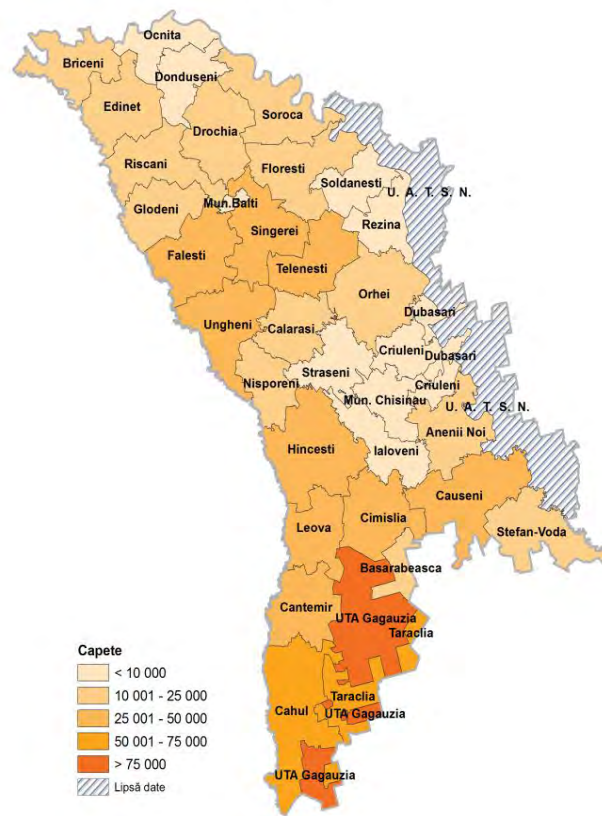 Ocnita
Briceni
Donduseni
Edinet
Soroca
Drochia
Riscani
Floresti
Soldanesti
U. A. T. S. N.
Glodeni
Mun.Balti
Rezina
Singerei
Falesti
Telenesti
Orhei
Dubasari
Ungheni
Calarasi
Criuleni
Dubasari
Straseni
Nisporeni
Criuleni
Mun. Chisinau
U. A. T. S. N.
Anenii Noi
Hincesti
Ialoveni
Causeni
Leova
Cimislia
Stefan-Voda
Basarabeasca
Cantemir
UTA Gagauzia
Taraclia
Taraclia
Cahul
UTA Gagauzia
UTA Gagauzia
Capete
< 10 000
10 001 - 25 000
25 001 - 50 000
50 001 - 75 000
> 75 000
Lipsă date